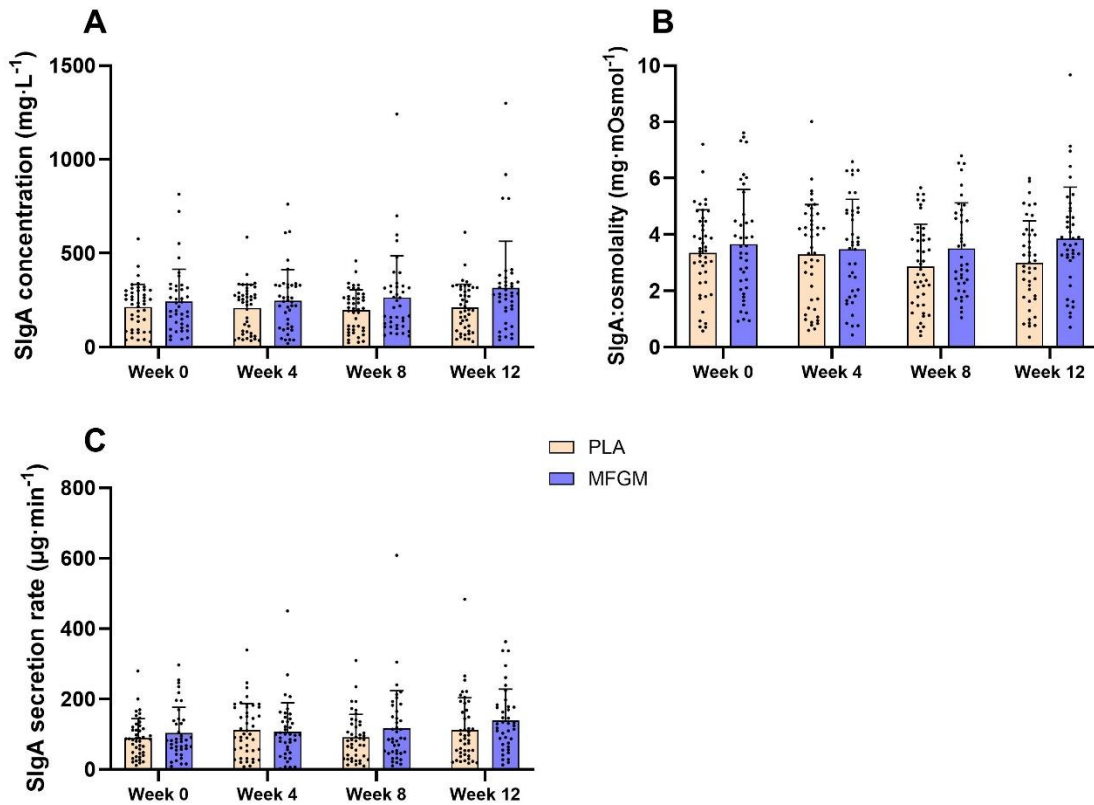 A
SIgA concentration (mg·L⁻¹)
1500
1000
500
0
Week 0 Week 4 Week 8 Week 12
B
SIgA:osmolality (mg·mOsmol⁻¹)
10
8
6
4
2
0
Week 0 Week 4 Week 8 Week 12
C
SIgA secretion rate (µg·min⁻¹)
800
600
400
200
0
Week 0 Week 4 Week 8 Week 12
PLA
MFGM